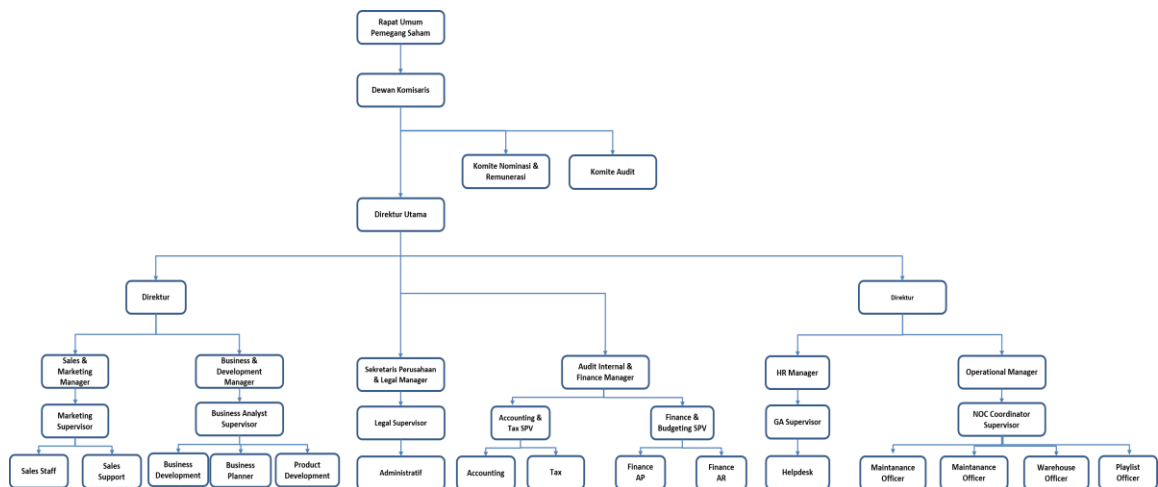 Rapat Umum
Pemegang Saham
Dewan Komisaris
Komite Nominasi &
Remunerasi
Komite Audit
Direktur Utama
Direktur
Direktur
Sales &
Marketing
Manager
Business &
Development
Manager
Sekretaris Perusahaan
& Legal Manager
Audit Internal &
Finance Manager
HR Manager
Operational Manager
Marketing
Supervisor
Business Analyst
Supervisor
Legal Supervisor
Accounting &
Tax SPV
Finance &
Budgeting SPV
GA Supervisor
NOC Coordinator
Supervisor
Sales Staff
Sales
Support
Business
Development
Business
Planner
Product
Development
Administratif
Accounting
Tax
Finance
AP
Finance
AR
Helpdesk
Maintanance
Officer
Maintanance
Officer
Warehouse
Officer
Playlist
Officer